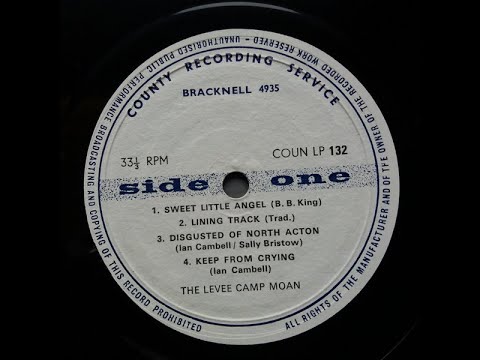 COUNTY RECORDING SERVICE
BRACKNELL 4935
33⅓ RPM
COUN LP 132
side one
1. SWEET LITTLE ANGEL (B. B. King)
2. LINING TRACK (Trad.)
3. DISGUSTED OF NORTH ACTON
(Ian Cambell/Sally Bristow)
4. KEEP FROM CRYING
(Ian Cambell)
THE LEVEE CAMP MOAN
ALL RIGHTS OF THE MANUFACTURER AND OF THE OWNER OF THE RECORDED WORK RESERVED - UNAUTHORISED PUBLIC PERFORMANCE BROADCASTING AND COPYING OF THIS RECORD PROHIBITED